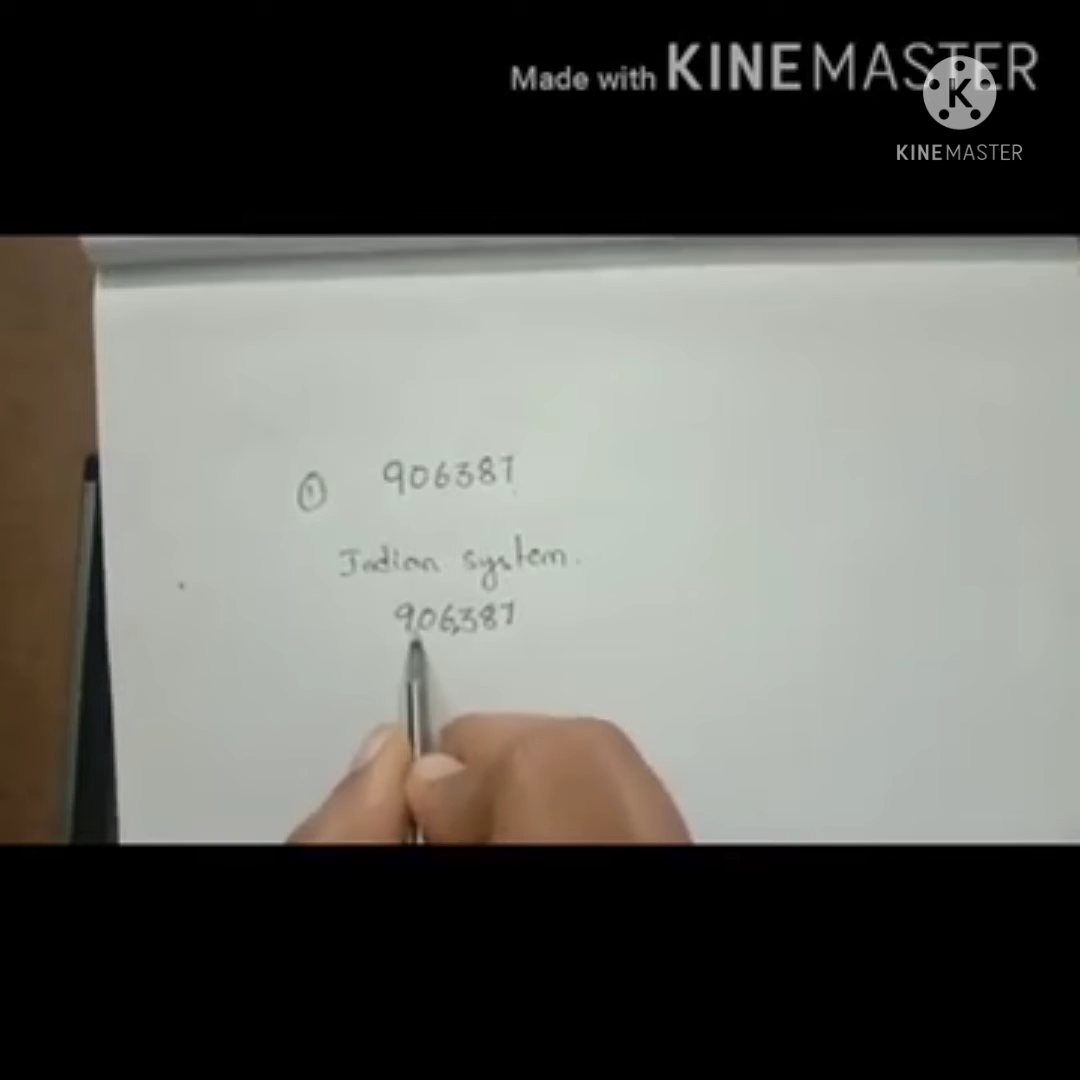 Made with KINEMASTER
K
KINEMASTER
① 906387
Indian system.
9,06,387